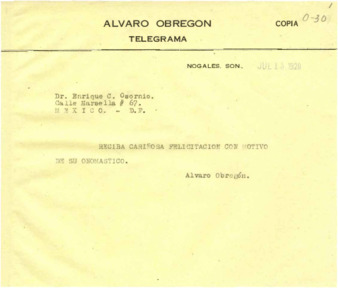 ALVARO OBREGON
COPIA
TELEGRAMA
NOGALES, SON.
Dr. Enrique C. Osornio.
Calle Marsella # 67.
MEXICO. - D.F.
RECIBA CARIÑOSA FELICITACION CON MOTIVO
DE SU ONOMASTICO.
Alvaro Obregón.